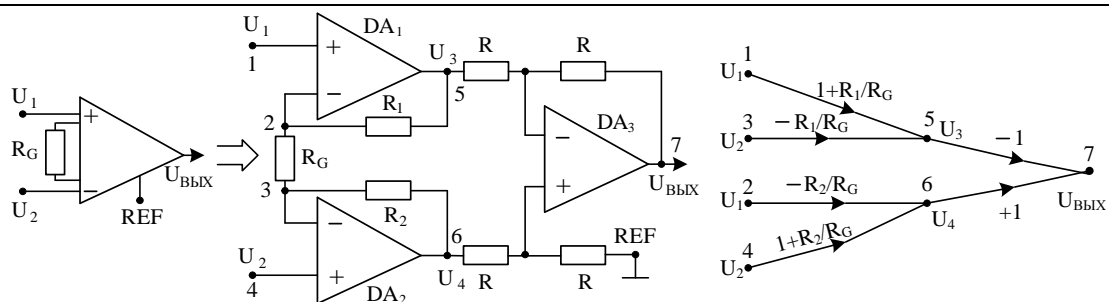 U1
RG
U2
+
−
UВЫХ
REF
U1
1
+
−
DA1
U3
5
R
R
2
R1
RG
3
R2
−
+
DA2
U2
4
6
U4
R
R
REF
−
+
DA3
7
UВЫХ
1
U1
1+R1/RG
3
U2
− R1/RG
5
U3
− 1
2
U1
−R2/RG
6
U4
+1
4
U2
1+R2/RG
7
UВЫХ